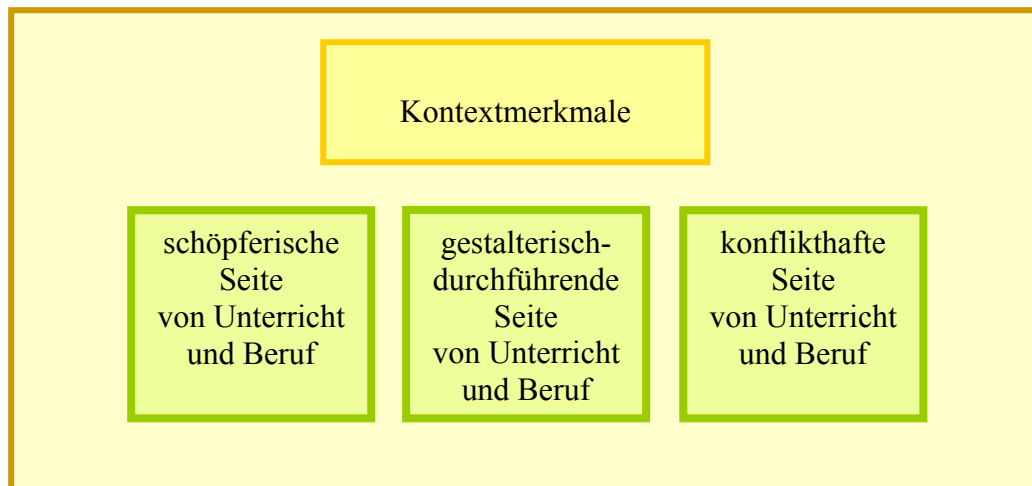 Kontextmerkmale
schöpferische
Seite
von Unterricht
und Beruf
gestalterisch-
durchführende
Seite
von Unterricht
und Beruf
konflikthafte
Seite
von Unterricht
und Beruf